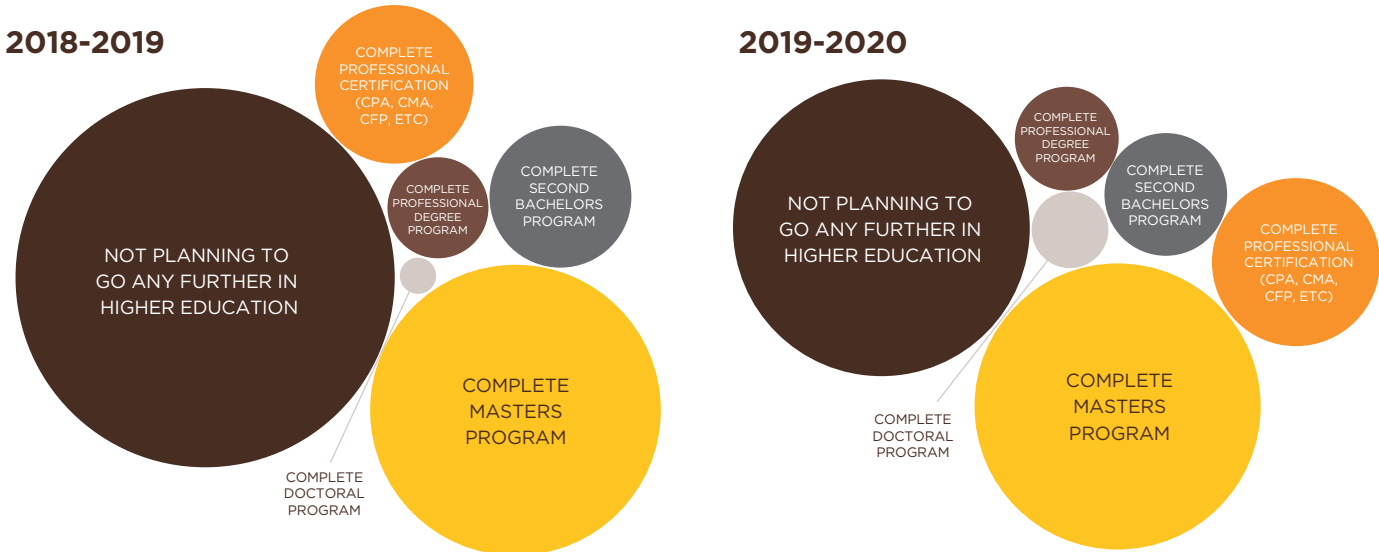 2018-2019
COMPLETE
PROFESSIONAL
CERTIFICATION
(CPA, CMA,
CFP, ETC)
COMPLETE
SECOND
BACHELORS
PROGRAM
COMPLETE
PROFESSIONAL
DEGREE
PROGRAM
NOT PLANNING TO
GO ANY FURTHER IN
HIGHER EDUCATION
COMPLETE
MASTERS
PROGRAM
COMPLETE
DOCTORAL
PROGRAM
2019-2020
COMPLETE
PROFESSIONAL
DEGREE
PROGRAM
COMPLETE
SECOND
BACHELORS
PROGRAM
NOT PLANNING TO
GO ANY FURTHER IN
HIGHER EDUCATION
COMPLETE
PROFESSIONAL
CERTIFICATION
(CPA, CMA,
CFP, ETC)
COMPLETE
MASTERS
PROGRAM
COMPLETE
DOCTORAL
PROGRAM